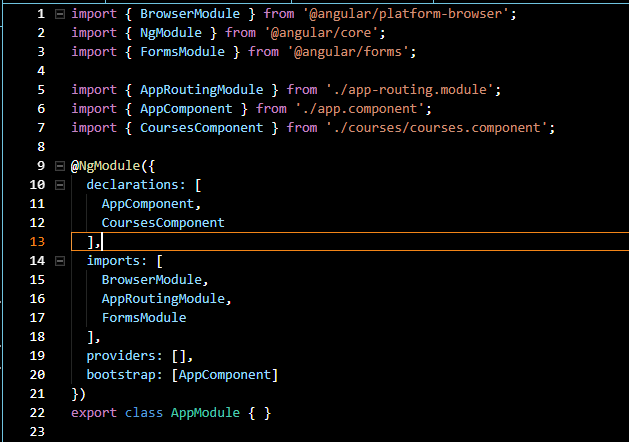 1 import { BrowserModule } from '@angular/platform-browser';
2 import { NgModule } from '@angular/core';
3 import { FormsModule } from '@angular/forms';
4
5 import { AppRoutingModule } from './app-routing.module';
6 import { AppComponent } from './app.component';
7 import { CoursesComponent } from './courses/courses.component';
8
9 @NgModule({
10   declarations: [
11     AppComponent,
12     CoursesComponent
13   ],
14   imports: [
15     BrowserModule,
16     AppRoutingModule,
17     FormsModule
18   ],
19   providers: [],
20   bootstrap: [AppComponent]
21 })
22 export class AppModule { }
23